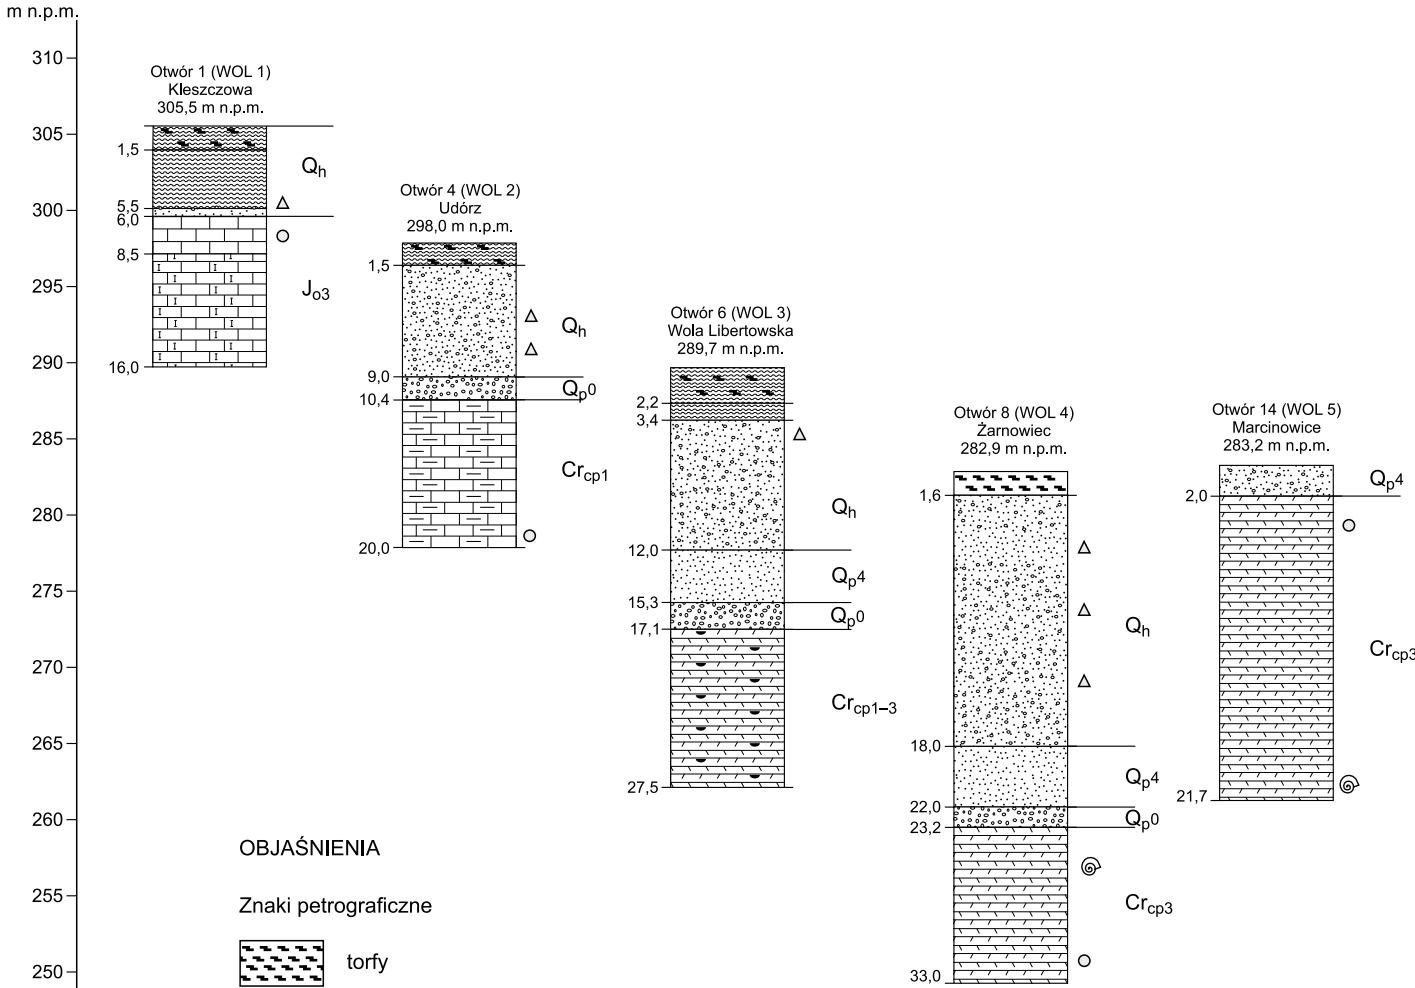 m n.p.m.
310
305
300
295
290
285
280
275
270
265
260
255
250
Otwór 1 (WOL 1)
Kleszczowa
305,5 m n.p.m.
1,5
5,5
6,0
8,5
16,0
Qh
Jo3
Otwór 4 (WOL 2)
Udórz
298,0 m n.p.m.
1,5
9,0
10,4
20,0
Qh
Qp0
Crcp1
Otwór 6 (WOL 3)
Wola Libertowska
289,7 m n.p.m.
2,2
3,4
12,0
15,3
17,1
27,5
Qh
Qp4
Qp0
Crcp1–3
Otwór 8 (WOL 4)
Żarnowiec
282,9 m n.p.m.
1,6
18,0
22,0
23,2
33,0
Qh
Qp4
Qp0
Crcp3
Otwór 14 (WOL 5)
Marcinowice
283,2 m n.p.m.
2,0
21,7
Qp4
Crcp3
OBJAŚNIENIA
Znaki petrograficzne
torfy